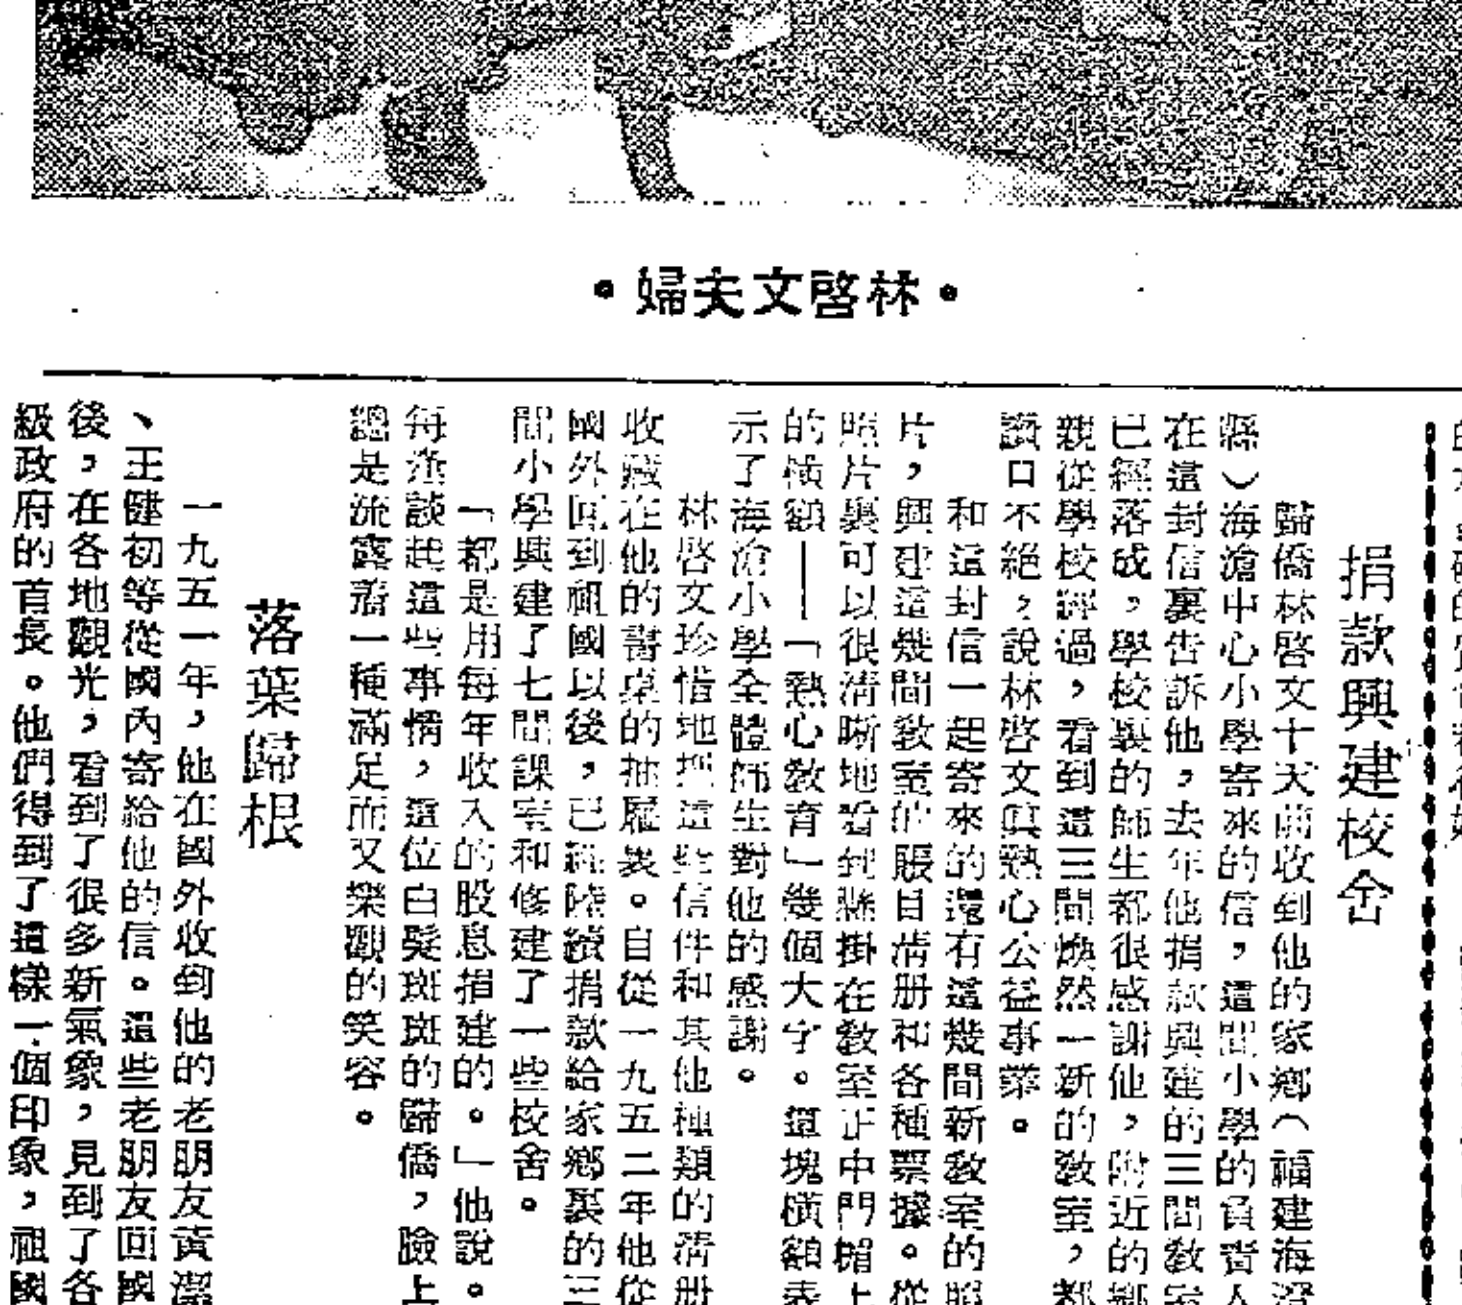 。林啓文夫婦。
捐款興建校舍
歸僑林啓文十天前收到他的家鄉（福建海澄
縣）海滄中心小學寄來的信，這間小學的負責人
在這封信裏告訴他，去年他捐款興建的三間敎室
已經落成，學校裏的師生都很感謝他，附近的鄉
親從學校經過，看到這三間煥然一新的敎室，都
讚口不絕，說林啓文眞熱心公益事業。
和這封信一起寄來的還有這幾間新敎室的照
片，興建這幾間敎室的賬目淸册和各種票據。從
照片裏可以很淸晰地看到懸掛在敎室正中門楣上
的橫額——「熱心敎育」幾個大字。這塊橫額表
示了海滄小學全體師生對他的感謝。
林啓文珍惜地把這些信件和其他種類的淸册
收藏在他的書桌的抽屜裏。自從一九五二年他從
國外回到祖國以後，已經陸續捐款給家鄉裏的三
間小學興建了七間課室和修建了一些校舍。
「都是用每年收入的股息捐建的。」他說。
每逢談起這些事情，這位白髮斑斑的歸僑，臉上
總是流露着一種滿足而又樂觀的笑容。
落葉歸根
一九五一年，他在國外收到他的老朋友黃潔
、王健初等從國內寄給他的信。這些老朋友回國
後，在各地觀光，看到了很多新氣象，見到了各
級政府的首長。他們得到了這樣一個印象，祖國